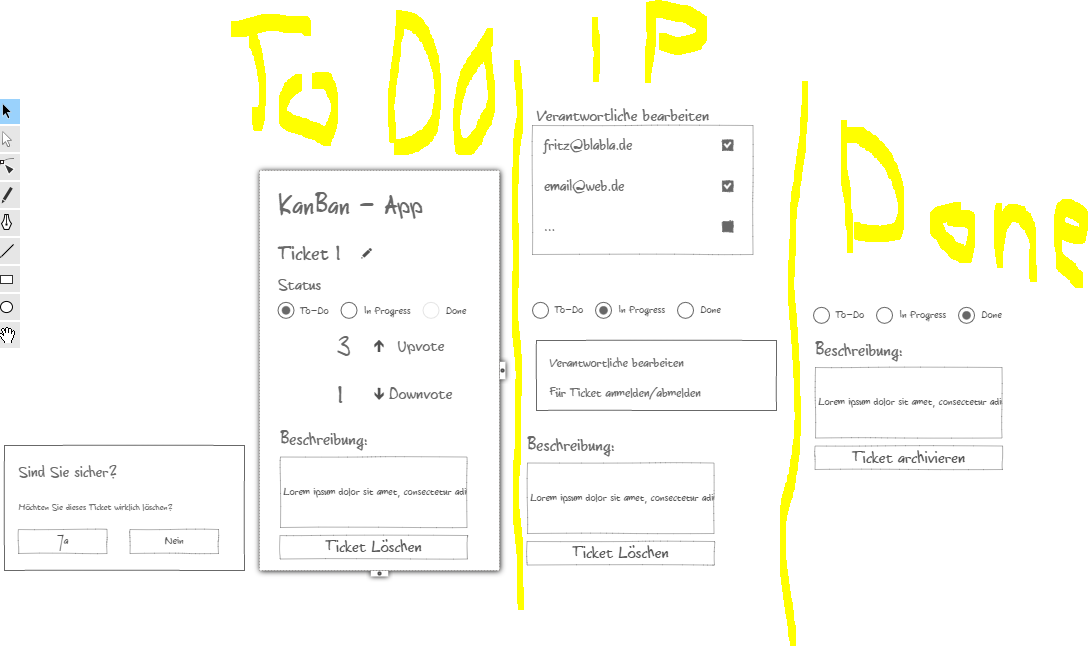 To DO
IP
Done
Sind Sie sicher?
Möchten Sie dieses Ticket wirklich löschen?
Ja
Nein
KanBan - App
Ticket 1
Status
To-Do In Progress Done
3 Upvote
1 Downvote
Beschreibung:
Lorem ipsum dolor sit amet, consectetur adi
Ticket Löschen
Verantwortliche bearbeiten
fritz@blabla.de
email@web.de
...
To-Do In Progress Done
Verantwortliche bearbeiten
Für Ticket anmelden/abmelden
Beschreibung:
Lorem ipsum dolor sit amet, consectetur adi
Ticket Löschen
To-Do In Progress Done
Beschreibung:
Lorem ipsum dolor sit amet, consectetur adi
Ticket archivieren